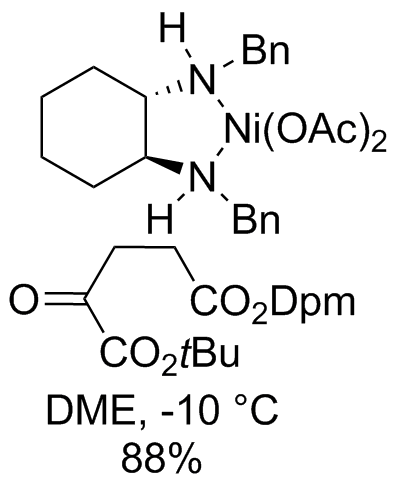 H
N Bn
Ni(OAc)2
N
H Bn
O CO2Dpm
CO2tBu
DME, -10 °C
88%